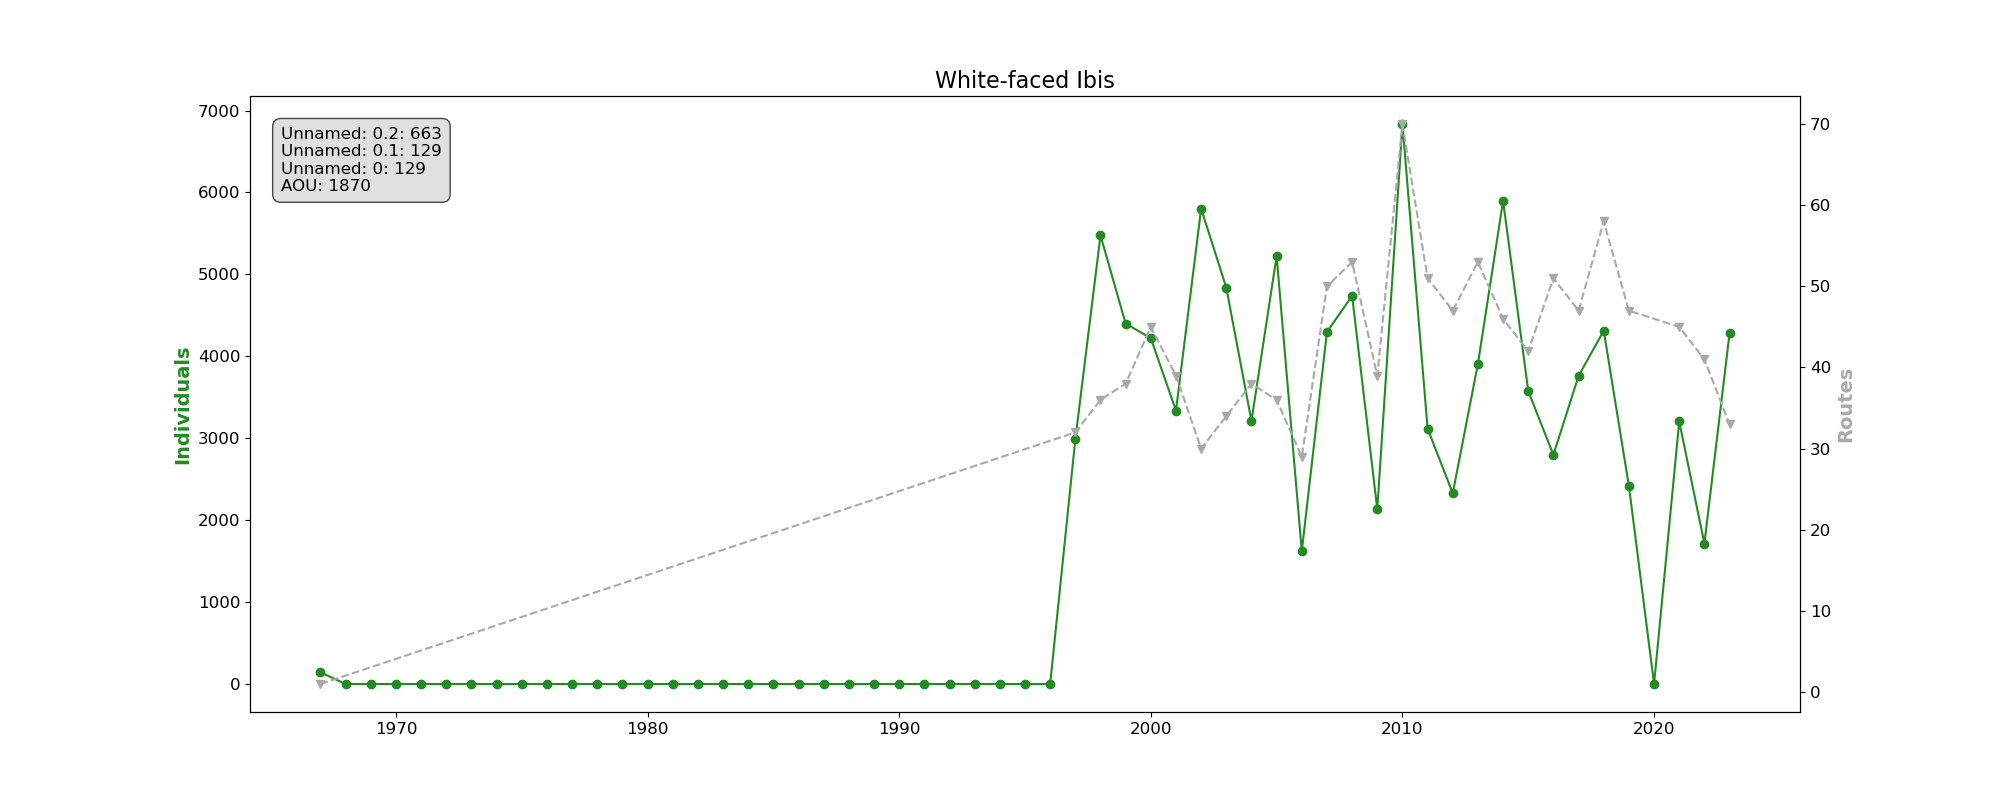 White-faced Ibis
7000
6000
5000
4000
3000
2000
1000
0
Individuals
Unnamed: 0.2: 663
Unnamed: 0.1: 129
Unnamed: 0: 129
AOU: 1870
70
60
50
40
30
20
10
0
Routes
1970 1980 1990 2000 2010 2020